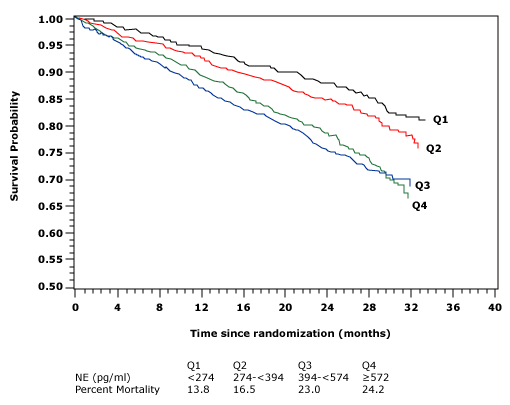 1.00
0.95
0.90
0.85
0.80
0.75
0.70
0.65
0.60
0.55
0.50
Survival Probability
Q1
Q2
Q3
Q4
0 4 8 12 16 20 24 28 32 36 40
Time since randomization (months)
Q1 Q2 Q3 Q4
NE (pg/ml) <274 274-<394 394-<574 ≥572
Percent Mortality 13.8 16.5 23.0 24.2